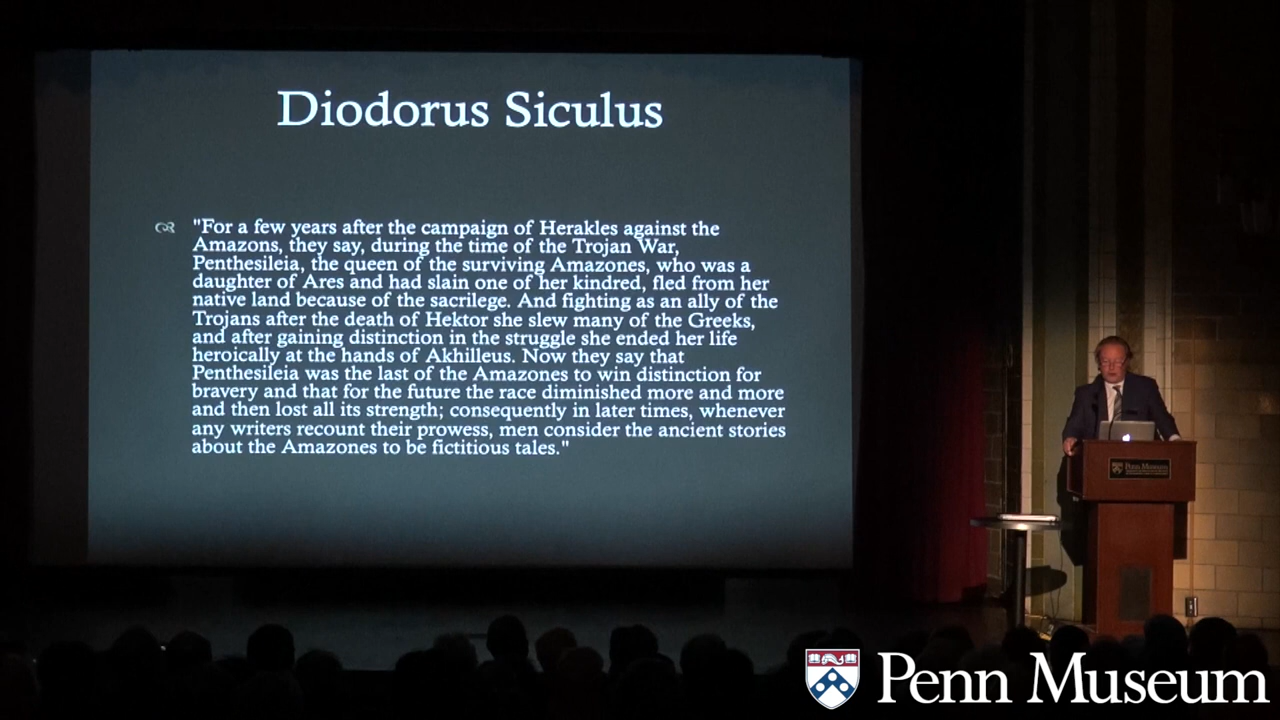 Diodorus Siculus
"For a few years after the campaign of Herakles against the
Amazons, they say, during the time of the Trojan War,
Penthesileia, the queen of the surviving Amazones, who was a
daughter of Ares and had slain one of her kindred, fled from her
native land because of the sacrilege. And fighting as an ally of the
Trojans after the death of Hektor she slew many of the Greeks,
and after gaining distinction in the struggle she ended her life
heroically at the hands of Akhilleus. Now they say that
Penthesileia was the last of the Amazones to win distinction for
bravery and that for the future the race diminished more and more
and then lost all its strength; consequently in later times, whenever
any writers recount their prowess, men consider the ancient stories
about the Amazones to be fictitious tales."
Penn Museum
Penn Museum